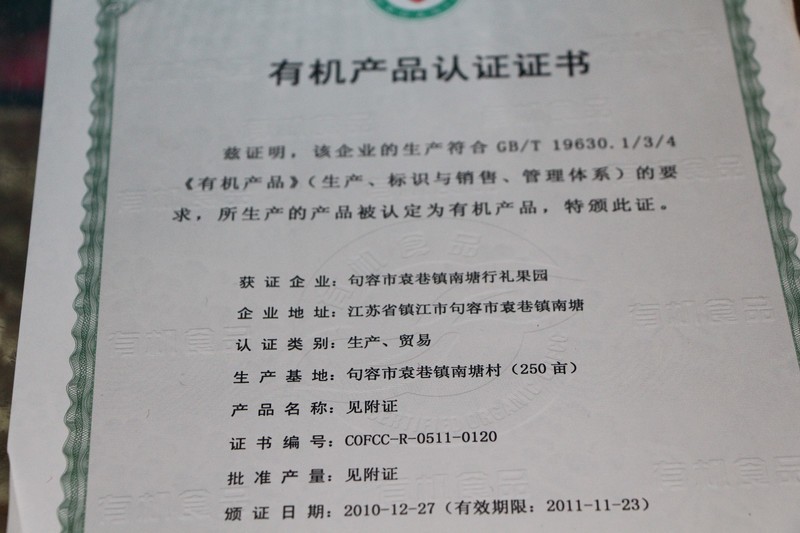 有机产品认证证书
兹证明，该企业的生产符合 GB/T 19630.1/3/4
《有机产品》（生产、标识与销售、管理体系）的要
求，所生产的产品被认定为有机产品，特颁此证。
获证企业：句容市袁巷镇南塘行礼果园
企业地址：江苏省镇江市句容市袁巷镇南塘
认证类别：生产、贸易
生产基地：句容市袁巷镇南塘村（250 亩）
产品名称：见附证
证书编号：COFCC-R-0511-0120
批准产量：见附证
颁证日期：2010-12-27（有效期限：2011-11-23）